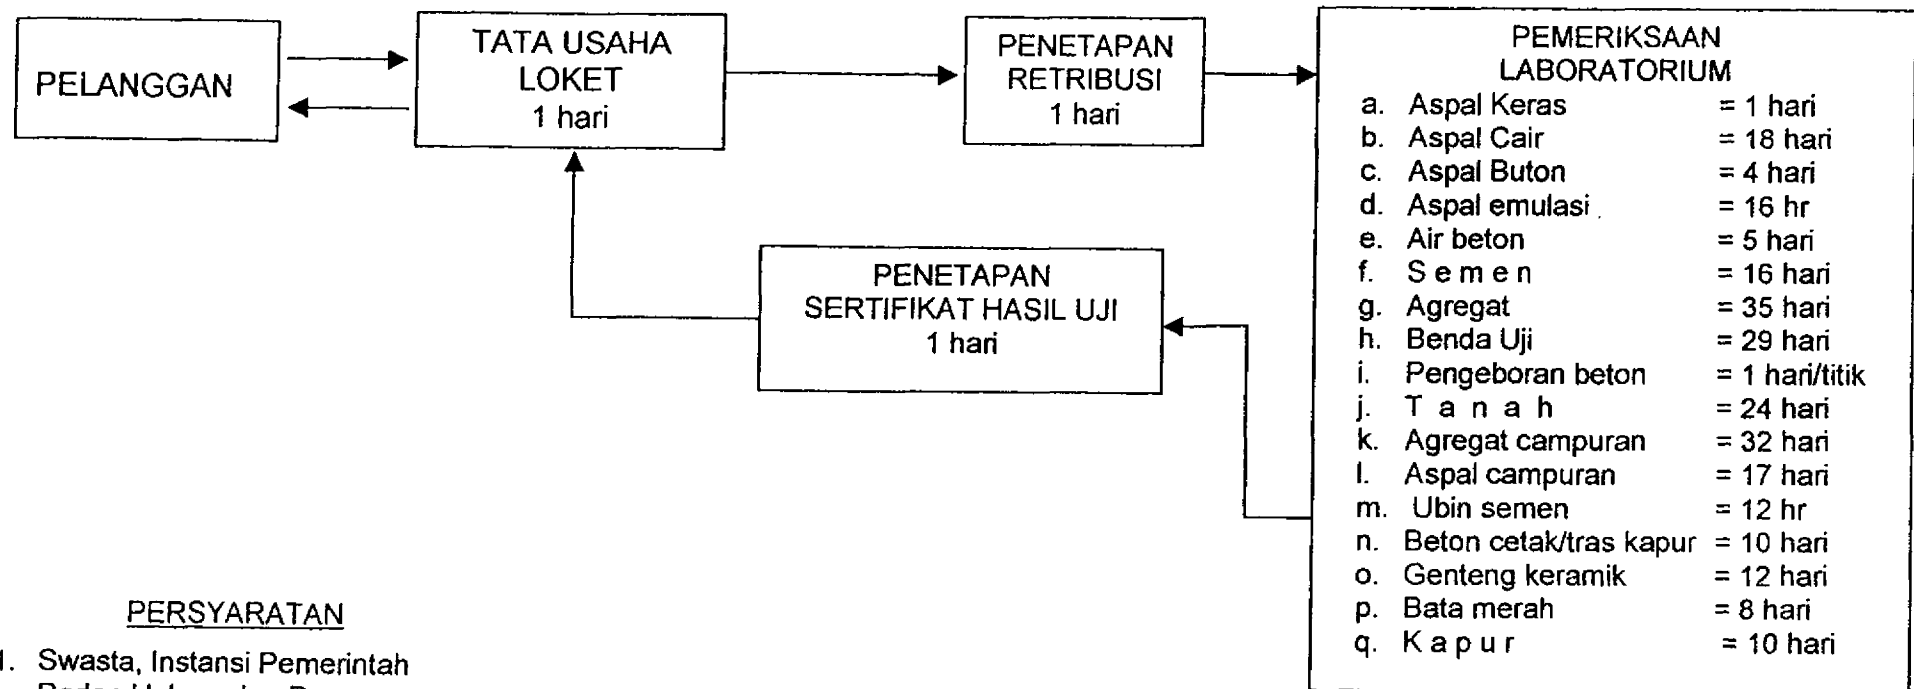 PELANGGAN
TATA USAHA
LOKET
1 hari
PENETAPAN
RETRIBUSI
1 hari
PEMERIKSAAN
LABORATORIUM
a. Aspal Keras = 1 hari
b. Aspal Cair = 18 hari
c. Aspal Buton = 4 hari
d. Aspal emulasi = 16 hr
e. Air beton = 5 hari
f. S e m e n = 16 hari
g. Agregat = 35 hari
h. Benda Uji = 29 hari
i. Pengeboran beton = 1 hari/titik
j. T a n a h = 24 hari
k. Agregat campuran = 32 hari
l. Aspal campuran = 17 hari
m. Ubin semen = 12 hr
n. Beton cetak/tras kapur = 10 hari
o. Genteng keramik = 12 hari
p. Bata merah = 8 hari
q. K a p u r = 10 hari
PENETAPAN
SERTIFIKAT HASIL UJI
1 hari
PERSYARATAN
1. Swasta, Instansi Pemerintah